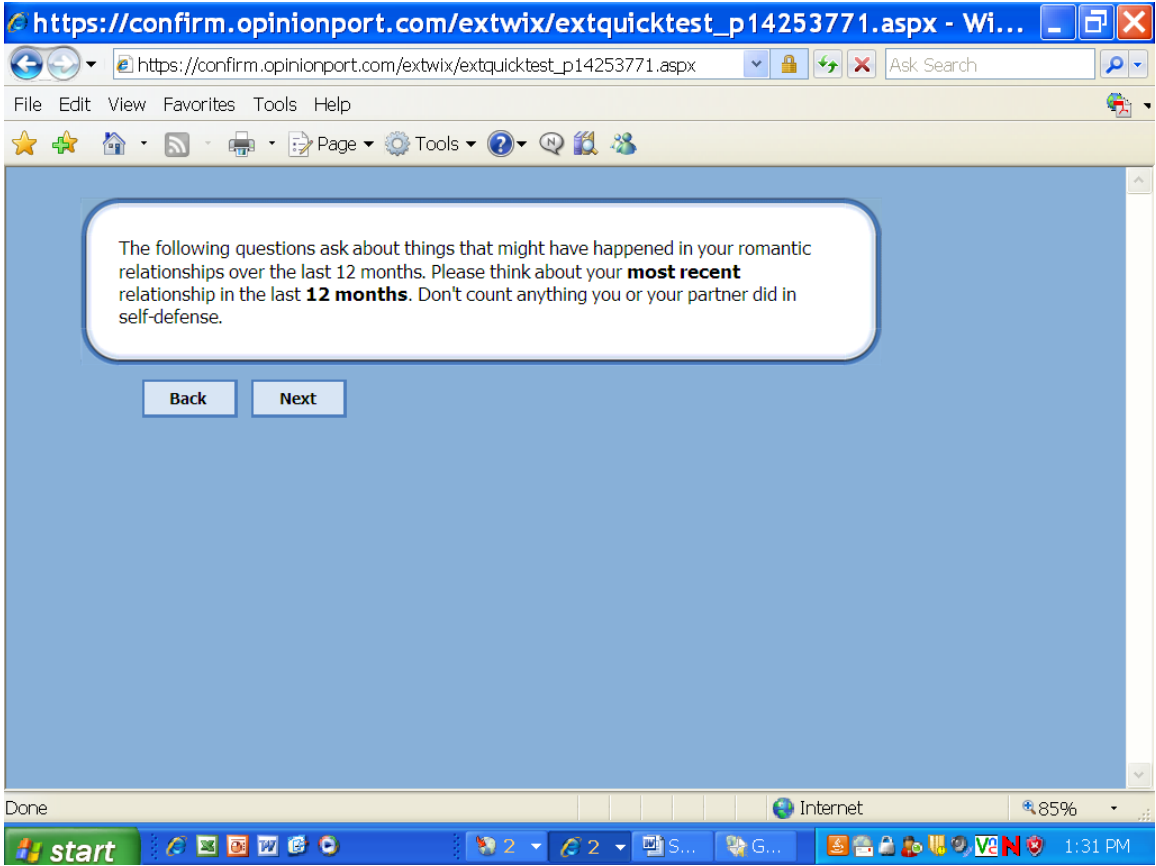 https://confirm.opinionport.com/extwix/extquicktest_p14253771.aspx - Wi...
https://confirm.opinionport.com/extwix/extquicktest_p14253771.aspx
Ask Search
File Edit View Favorites Tools Help
Page Tools
The following questions ask about things that might have happened in your romantic
relationships over the last 12 months. Please think about your most recent
relationship in the last 12 months. Don't count anything you or your partner did in
self-defense.
Back Next
Done Internet 85%
start 2 2 S... G... 1:31 PM